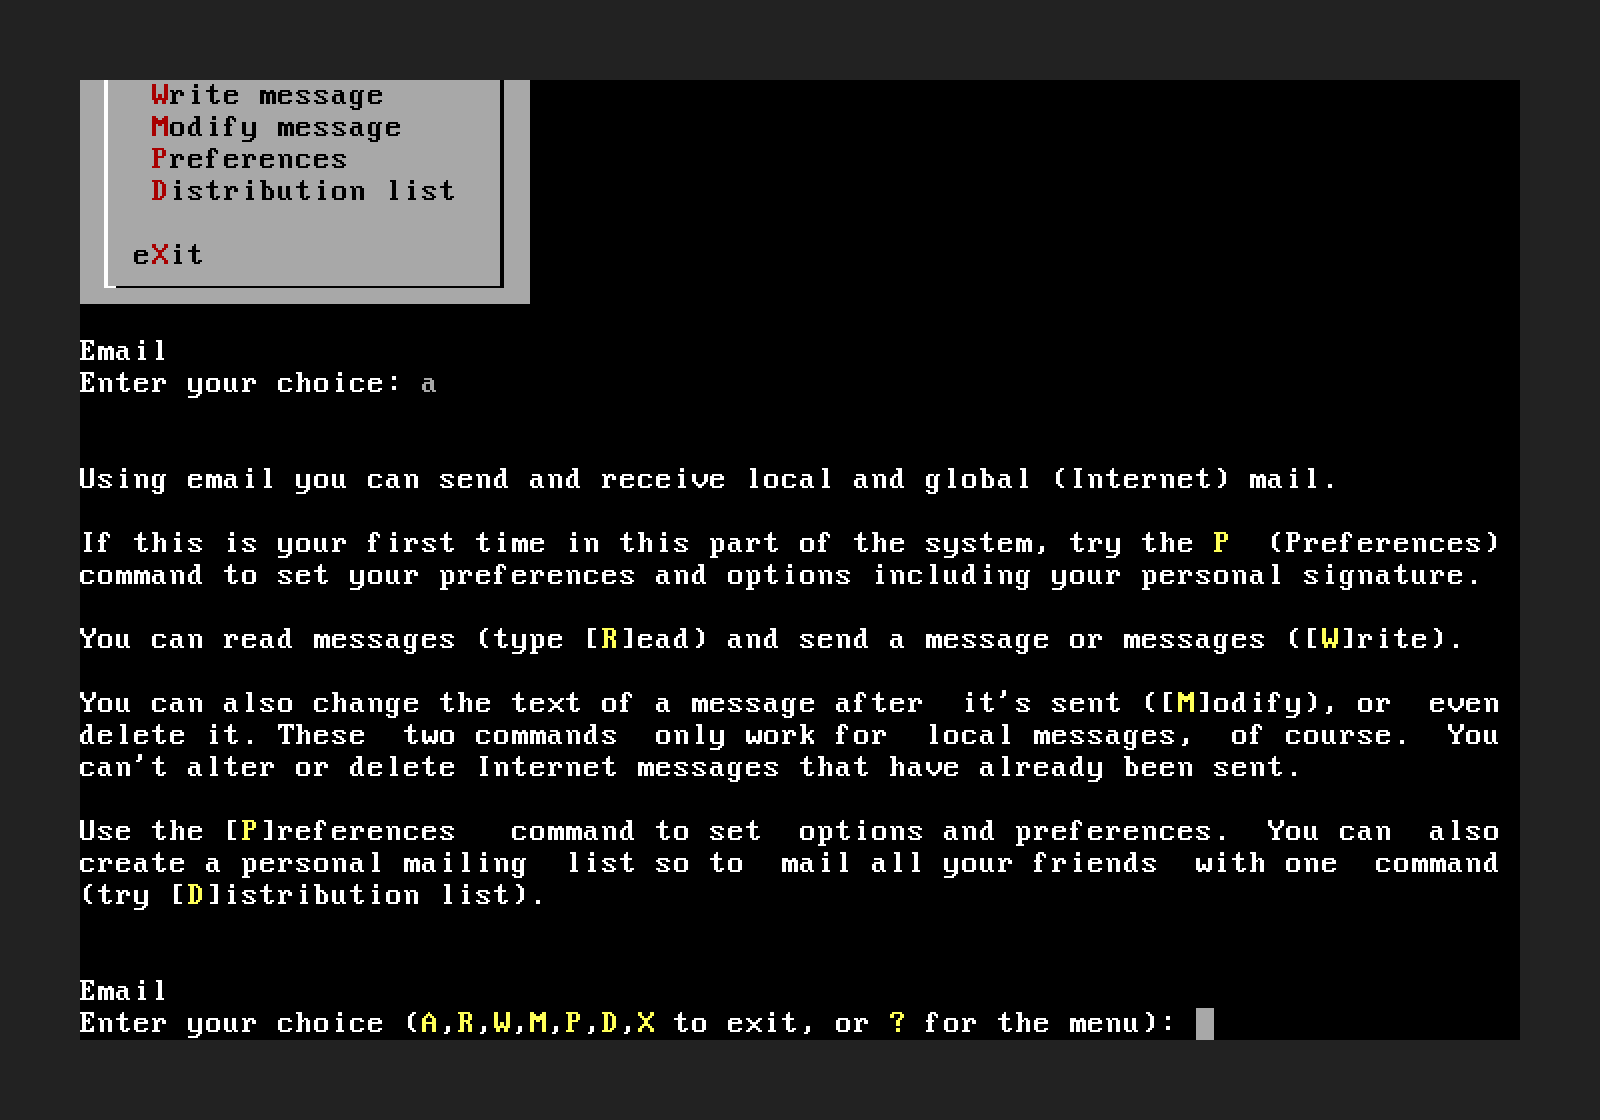 Write message
Modify message
Preferences
Distribution list
eXit
Email
Enter your choice: a
Using email you can send and receive local and global (Internet) mail.
If this is your first time in this part of the system, try the P  (Preferences)
command to set your preferences and options including your personal signature.
You can read messages (type [R]ead) and send a message or messages ([W]rite).
You can also change the text of a message after  it's sent ([M]odify), or  even
delete it. These  two commands  only work for  local messages,  of course.  You
can't alter or delete Internet messages that have already been sent.
Use the [P]references   command to set  options and preferences.  You can  also
create a personal mailing  list so to  mail all your friends  with one  command
(try [D]istribution list).
Email
Enter your choice (A,R,W,M,P,D,X to exit, or ? for the menu):